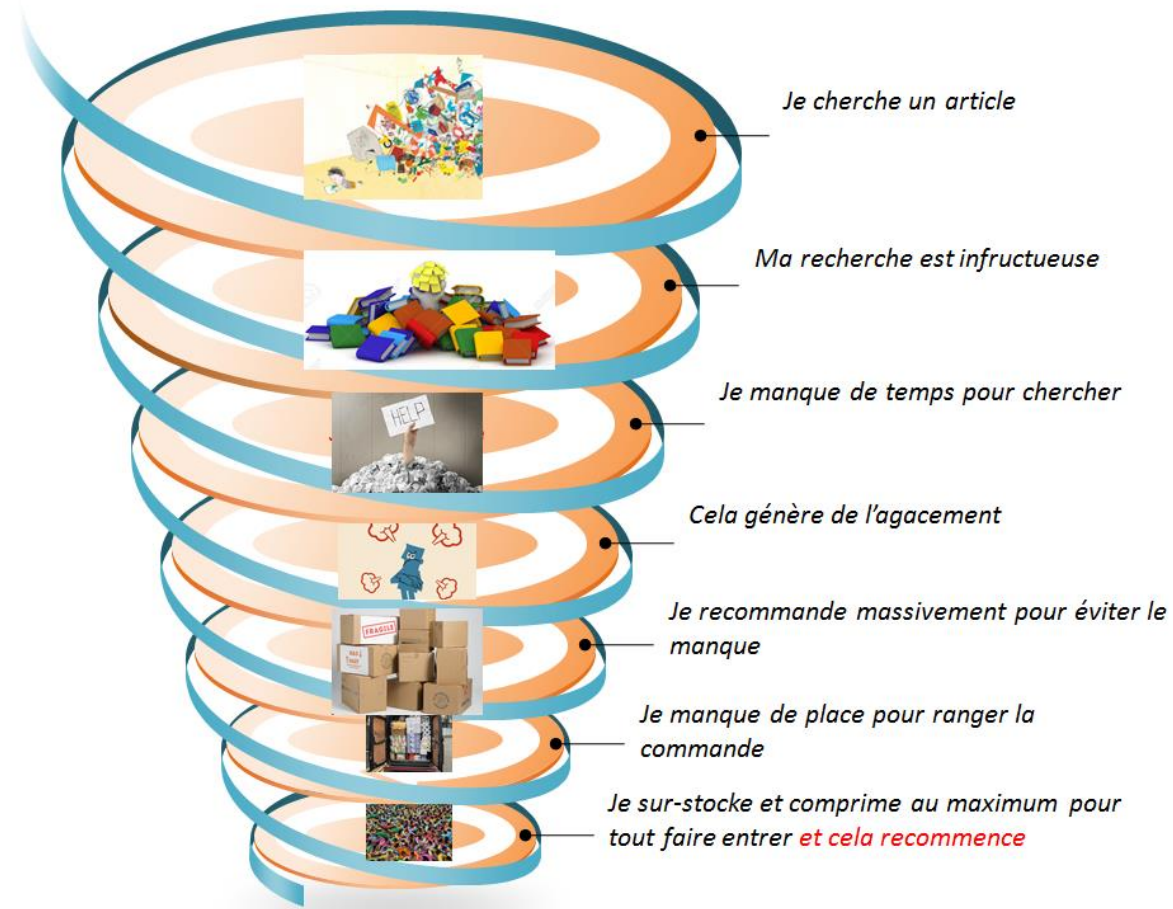 Je cherche un article
Ma recherche est infructueuse
HELP
Je manque de temps pour chercher
Cela génère de l'agacement
FRAGILE
Je recommande massivement pour éviter le
manque
Je manque de place pour ranger la
commande
Je sur-stocke et comprime au maximum pour
tout faire entrer et cela recommence